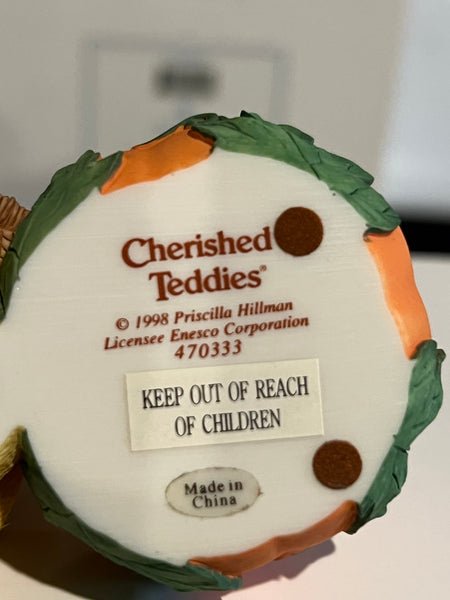 Cherished
Teddies®
© 1998 Priscilla Hillman
Licensee Enesco Corporation
470333
KEEP OUT OF REACH
OF CHILDREN
Made in
China